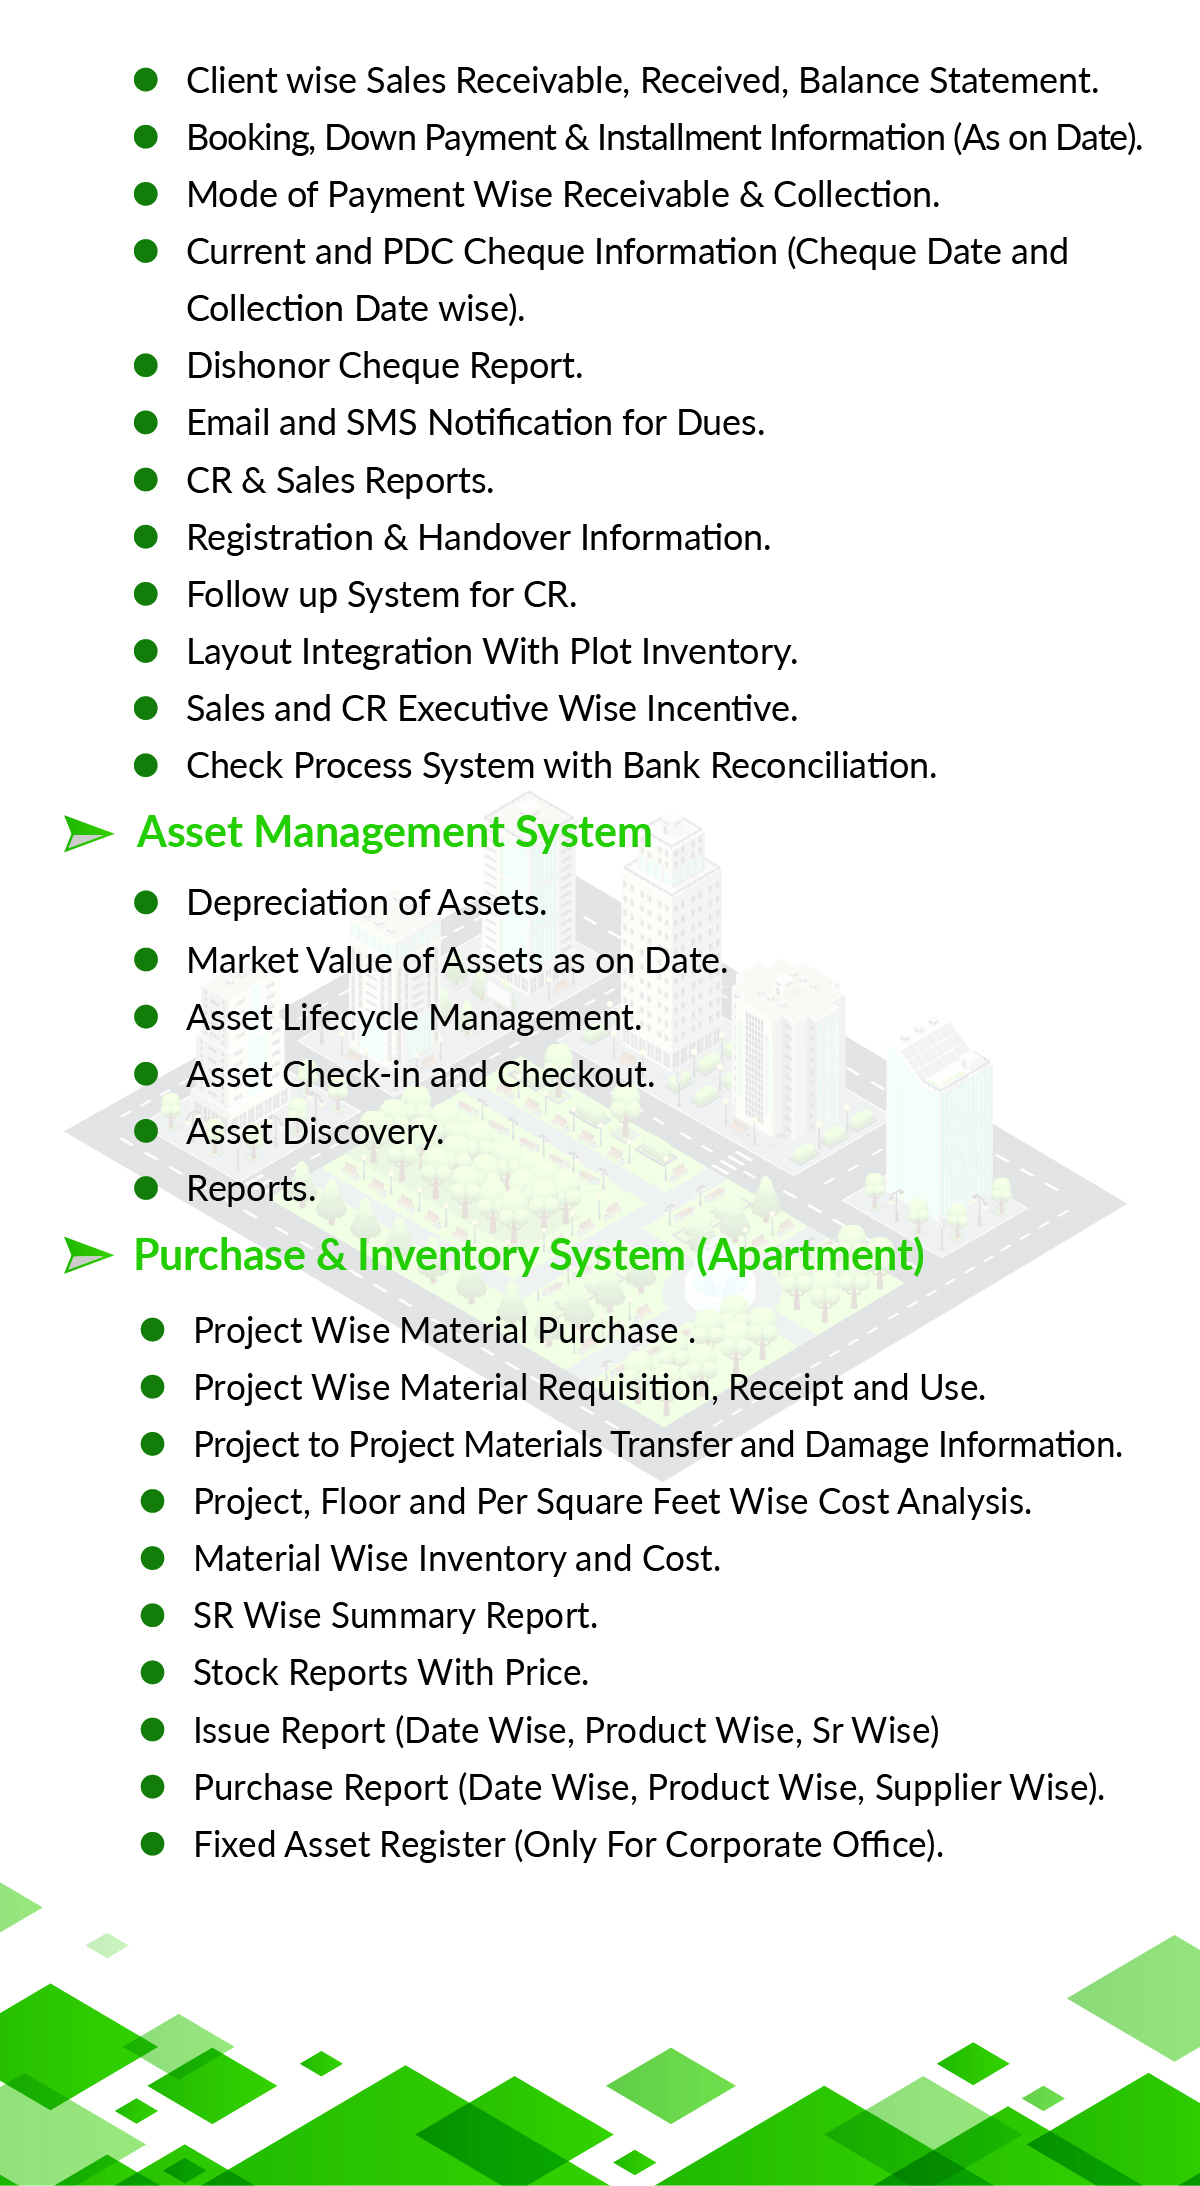 Client wise Sales Receivable, Received, Balance Statement.
Booking, Down Payment & Installment Information (As on Date).
Mode of Payment Wise Receivable & Collection.
Current and PDC Cheque Information (Cheque Date and
Collection Date wise).
Dishonor Cheque Report.
Email and SMS Notification for Dues.
CR & Sales Reports.
Registration & Handover Information.
Follow up System for CR.
Layout Integration With Plot Inventory.
Sales and CR Executive Wise Incentive.
Check Process System with Bank Reconciliation.
Asset Management System
Depreciation of Assets.
Market Value of Assets as on Date.
Asset Lifecycle Management.
Asset Check-in and Checkout.
Asset Discovery.
Reports.
Purchase & Inventory System (Apartment)
Project Wise Material Purchase .
Project Wise Material Requisition, Receipt and Use.
Project to Project Materials Transfer and Damage Information.
Project, Floor and Per Square Feet Wise Cost Analysis.
Material Wise Inventory and Cost.
SR Wise Summary Report.
Stock Reports With Price.
Issue Report (Date Wise, Product Wise, Sr Wise)
Purchase Report (Date Wise, Product Wise, Supplier Wise).
Fixed Asset Register (Only For Corporate Office).